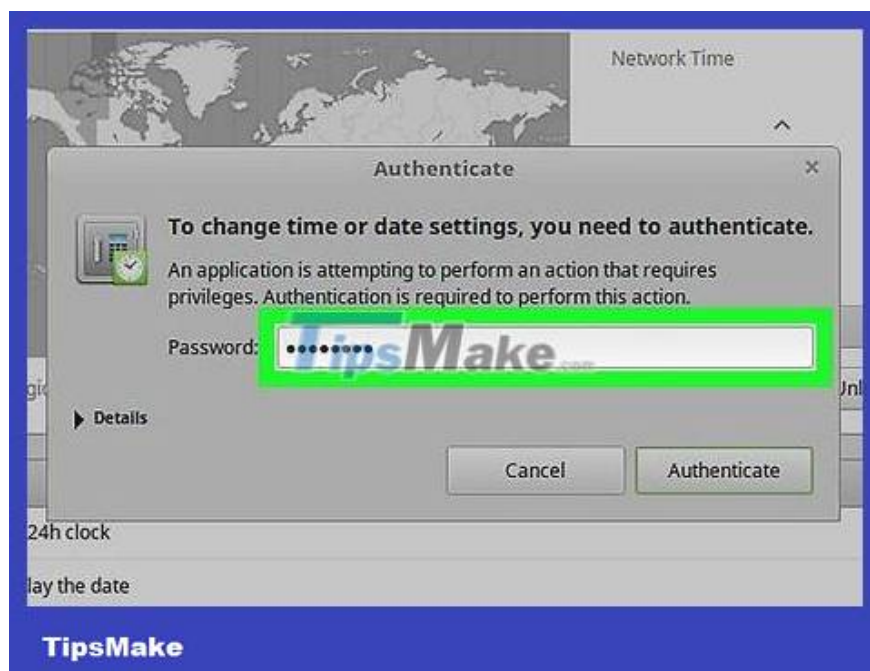 Network Time
Authenticate
To change time or date settings, you need to authenticate.
An application is attempting to perform an action that requires
privileges. Authentication is required to perform this action.
Password:
TipsMake.com
Details
Unl
Cancel
Authenticate
24h clock
lay the date
TipsMake